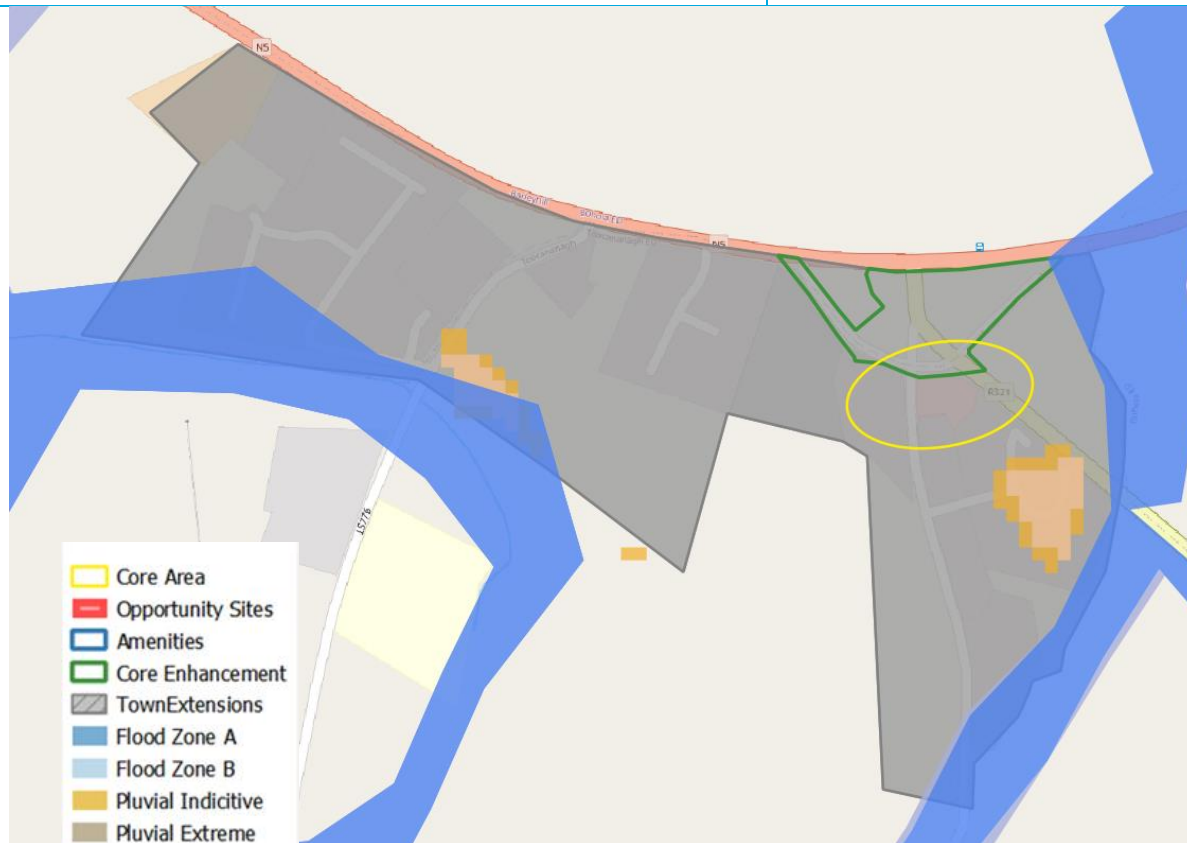 N5
N5
R323
L5776
Core Area
Opportunity Sites
Amenities
Core Enhancement
TownExtensions
Flood Zone A
Flood Zone B
Pluvial Indicitive
Pluvial Extreme